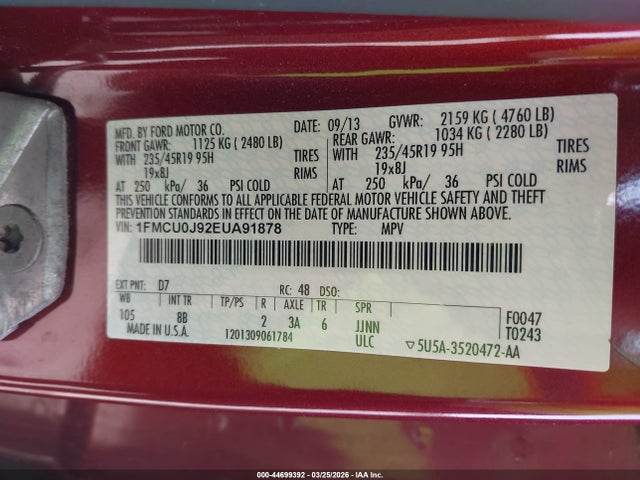 MFD. BY FORD MOTOR CO. DATE: 09/13 GVWR: 2159 KG ( 4760 LB)
FRONT GAWR: 1125 KG ( 2480 LB) REAR GAWR: 1034 KG ( 2280 LB)
WITH 235/45R19 95H TIRES WITH 235/45R19 95H TIRES
19x8J RIMS 19x8J RIMS
AT 250 kPa/ 36 PSI COLD AT 250 kPa/ 36 PSI COLD
THIS VEHICLE CONFORMS TO ALL APPLICABLE FEDERAL MOTOR VEHICLE SAFETY AND THEFT
PREVENTION STANDARDS IN EFFECT ON THE DATE OF MANUFACTURE SHOWN ABOVE.
VIN: 1FMCU0J92EUA91878 TYPE: MPV
EXT PNT: D7 RC: 48 DSO:
WB INT TR TP/PS R AXLE TR SPR
105 8B 2 3A 6 JJNN F0047
MADE IN U.S.A. 1201309061784 ULC ▽5U5A-3520472-AA T0243
000-44699392 - 03/25/2026 - Copyright IAA, Inc.